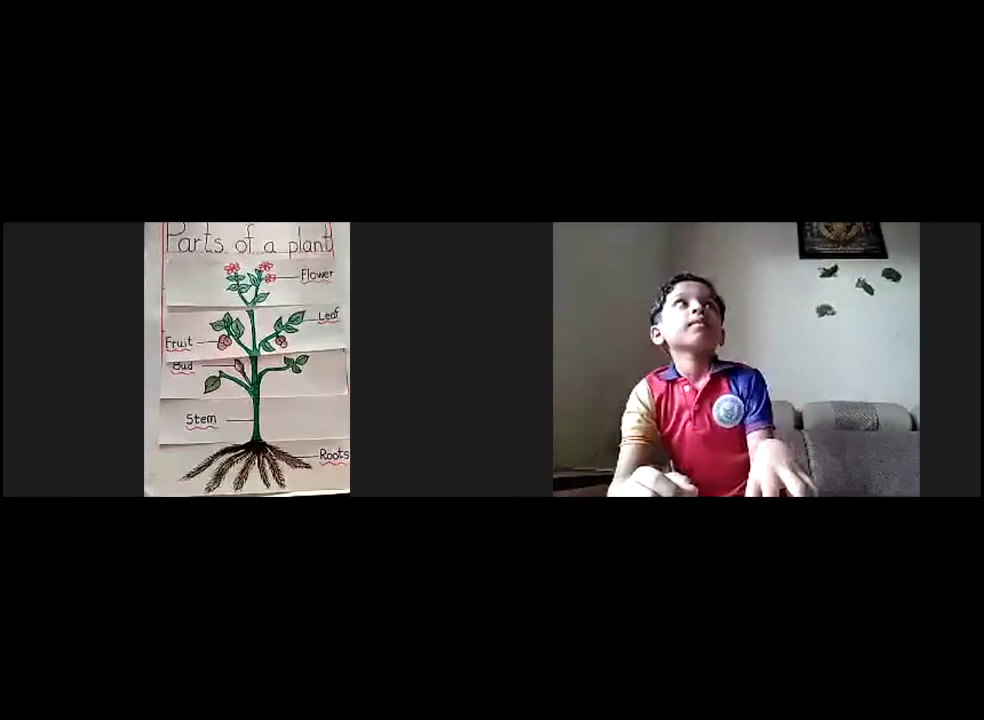 Parts of a plant
Flower
Leaf
Fruit
Bud
Stem
Roots